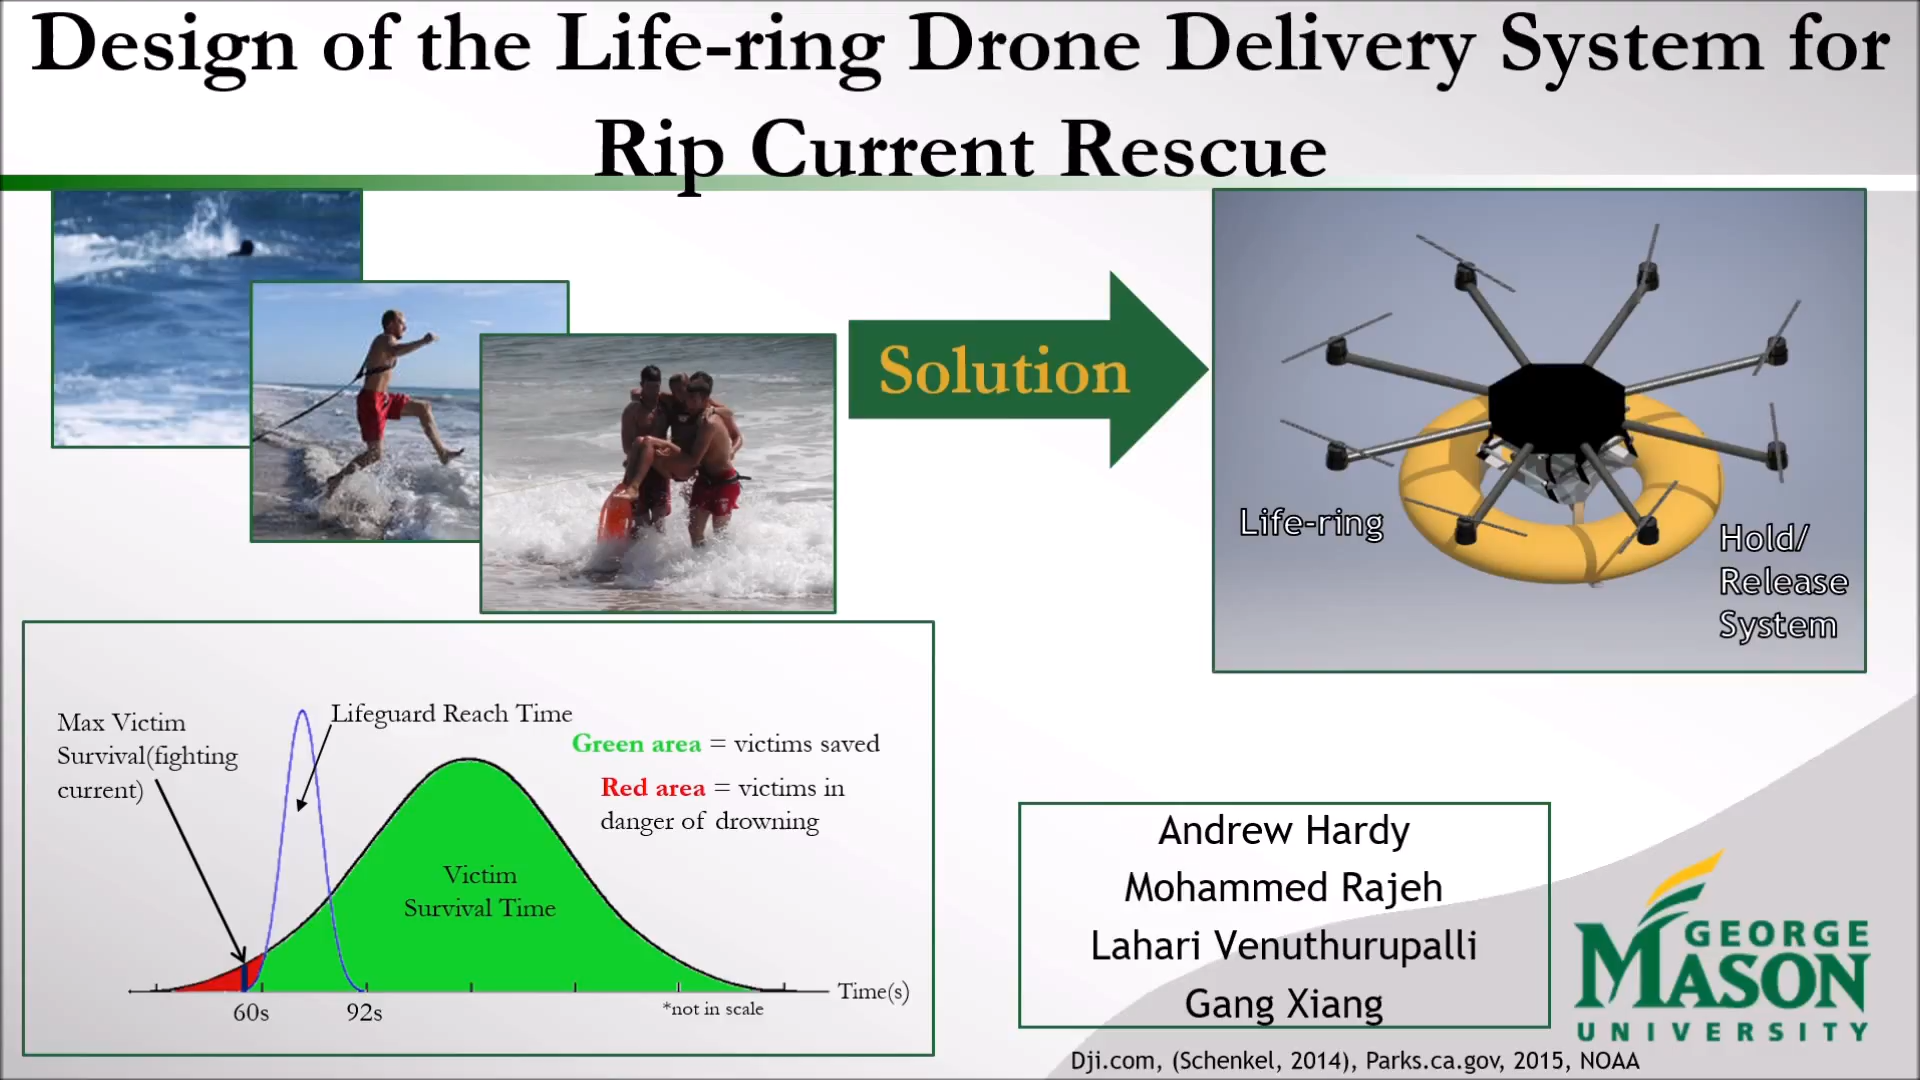 Design of the Life-ring Drone Delivery System for
Rip Current Rescue
Solution
Life-ring
Hold/
Release
System
Max Victim
Survival(fighting
current)
Lifeguard Reach Time
Green area = victims saved
Red area = victims in
danger of drowning
Victim
Survival Time
Time(s)
60s
92s
*not in scale
Andrew Hardy
Mohammed Rajeh
Lahari Venuthurupalli
Gang Xiang
GEORGE
MASON
UNIVERSITY
Dji.com, (Schenkel, 2014), Parks.ca.gov, 2015, NOAA